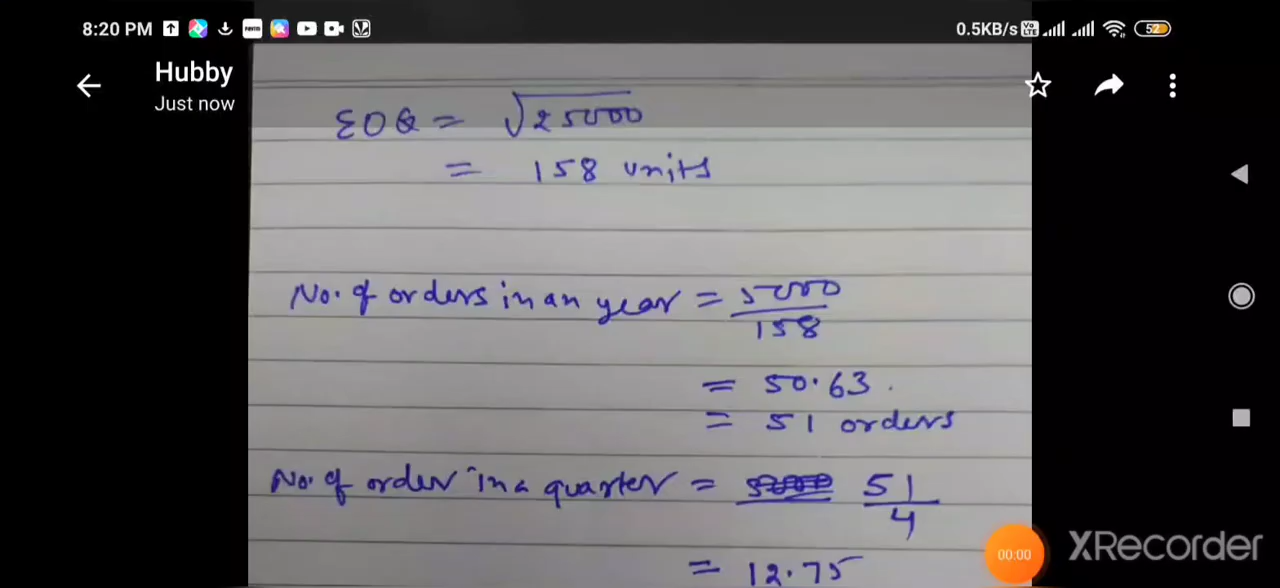 8:20 PM
0.5KB/s
52
Hubby
Just now
EOQ = √25000
= 158 units
No. of orders in an year = 5000
158
= 50.63.
= 51 orders
No. of order in a quarter = 51
4
= 12.75
00:00
XRecorder